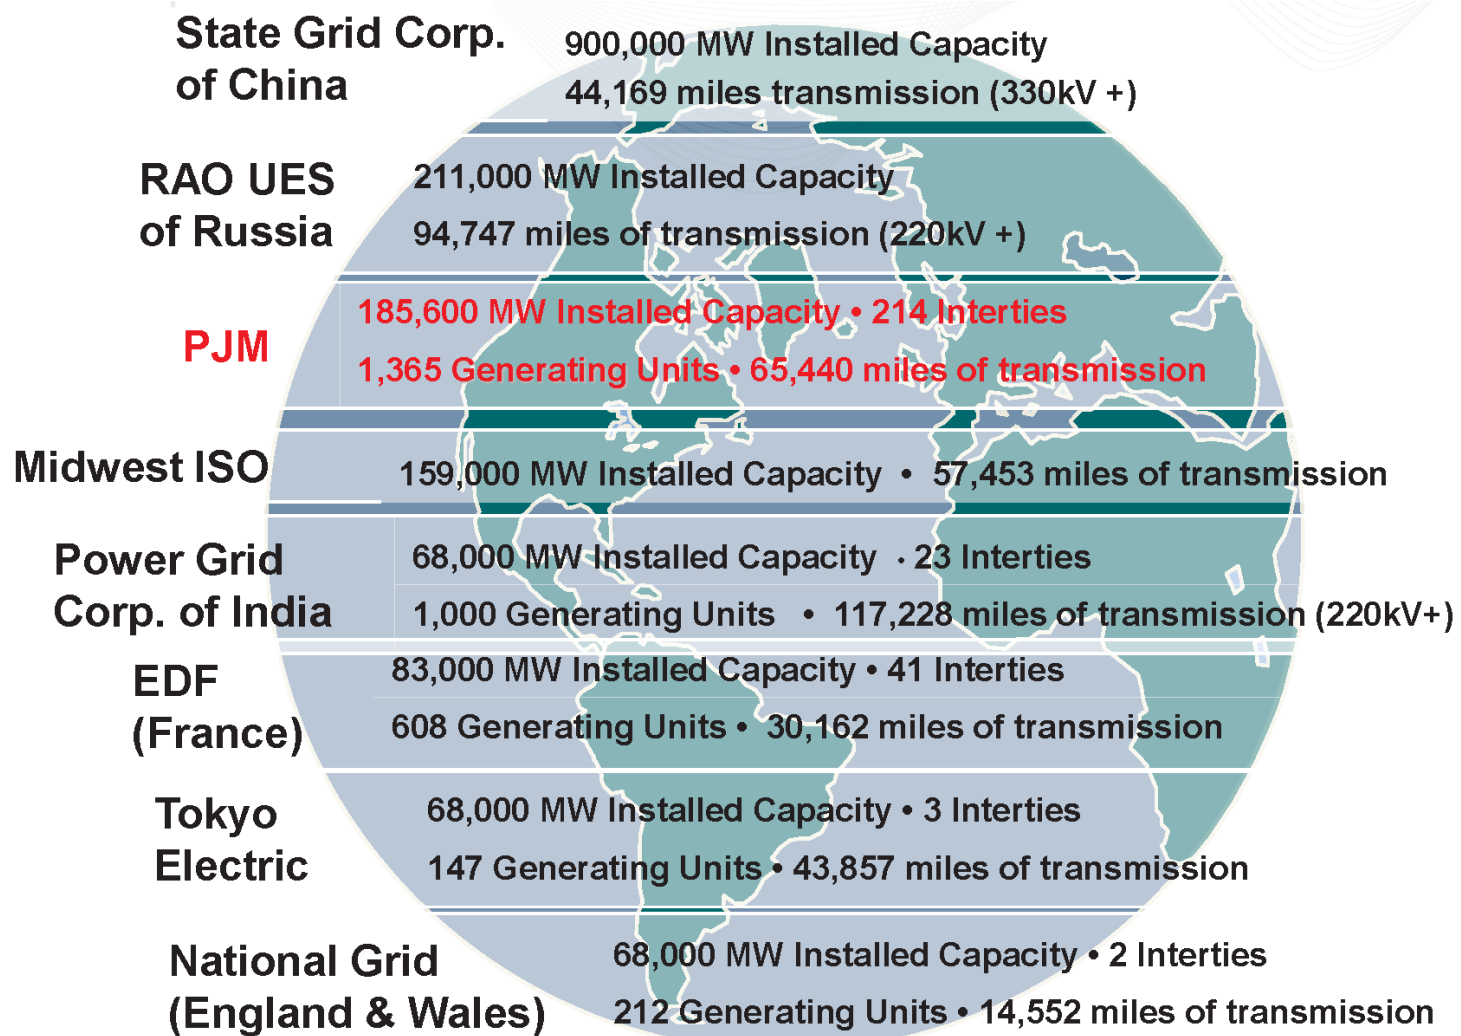 State Grid Corp.
of China
900,000 MW Installed Capacity
44,169 miles transmission (330kV +)
RAO UES
of Russia
211,000 MW Installed Capacity
94,747 miles of transmission (220kV +)
PJM
185,600 MW Installed Capacity • 214 Interties
1,365 Generating Units • 65,440 miles of transmission
Midwest ISO
159,000 MW Installed Capacity • 57,453 miles of transmission
Power Grid
Corp. of India
68,000 MW Installed Capacity · 23 Interties
1,000 Generating Units • 117,228 miles of transmission (220kV+)
EDF
(France)
83,000 MW Installed Capacity • 41 Interties
608 Generating Units • 30,162 miles of transmission
Tokyo
Electric
68,000 MW Installed Capacity • 3 Interties
147 Generating Units • 43,857 miles of transmission
National Grid
(England & Wales)
68,000 MW Installed Capacity • 2 Interties
212 Generating Units • 14,552 miles of transmission